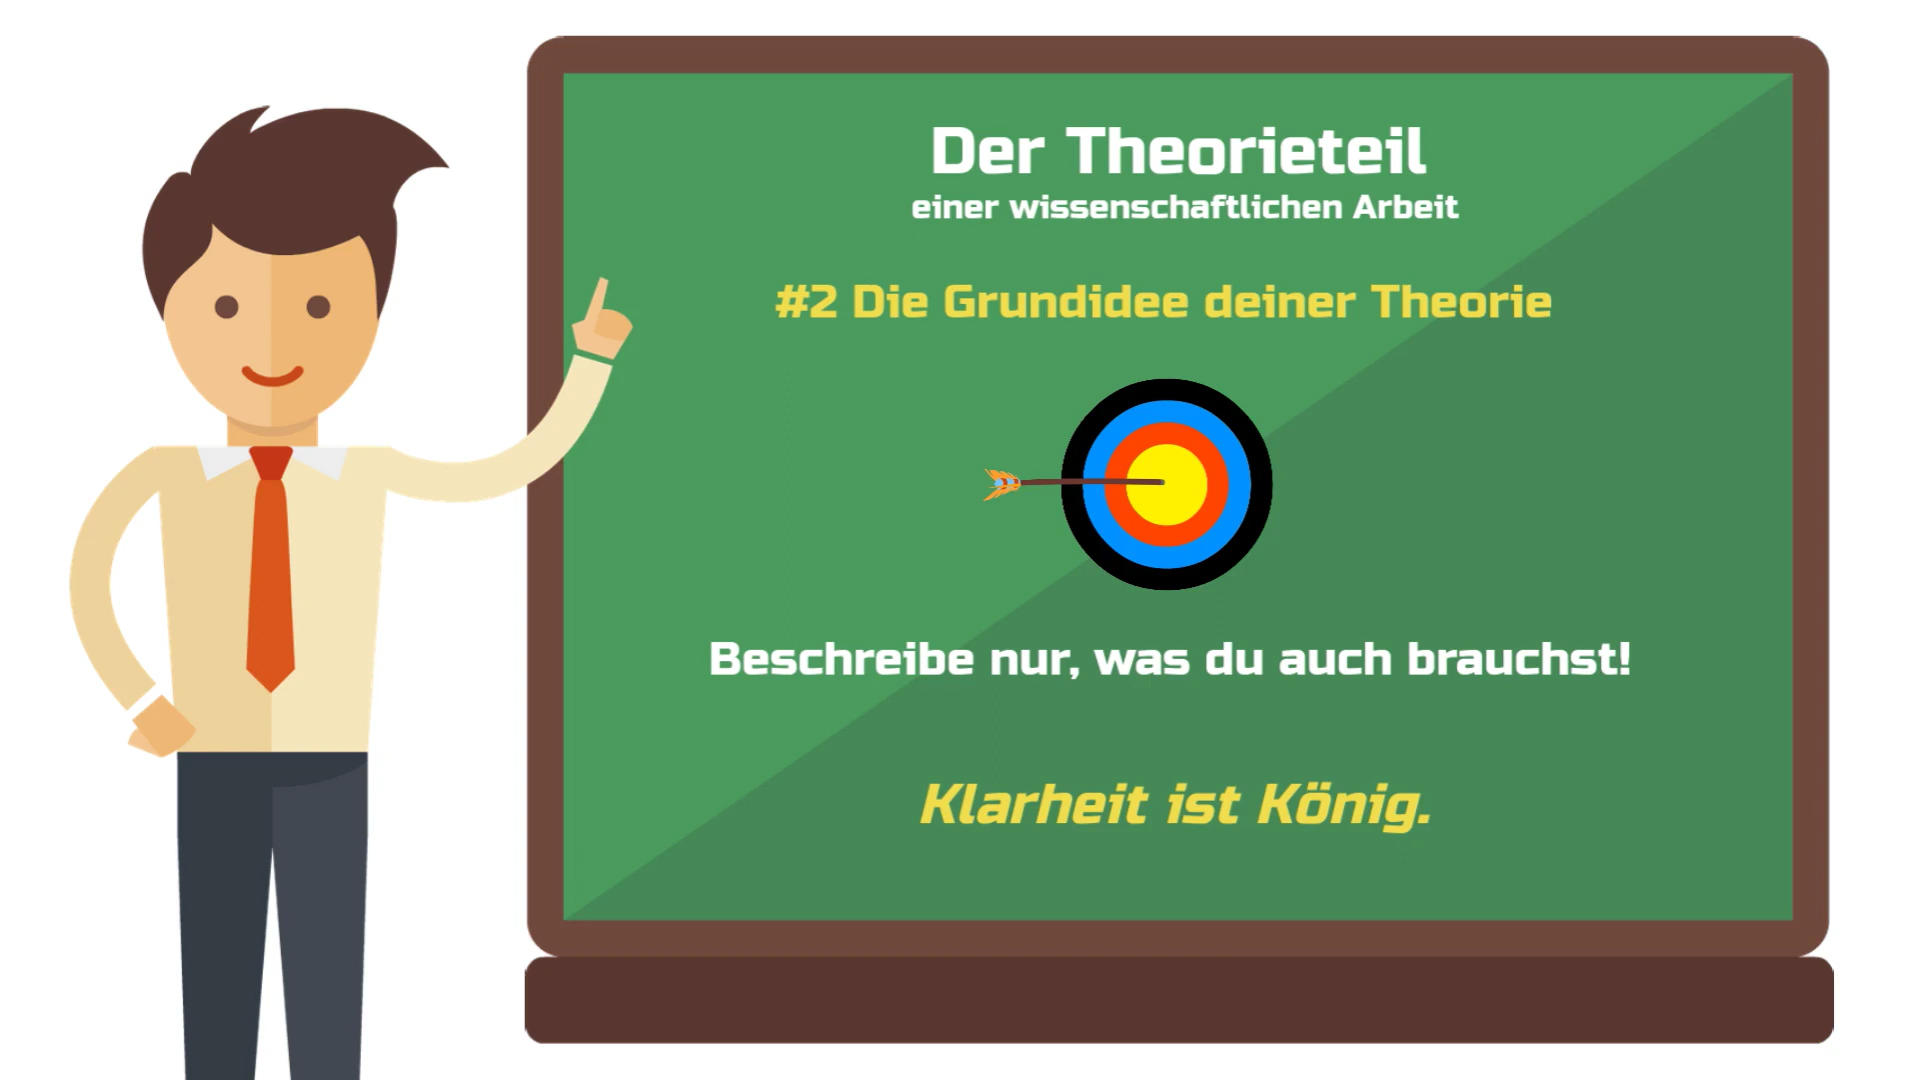 Der Theorieteil
einer wissenschaftlichen Arbeit
#2 Die Grundidee deiner Theorie
Beschreibe nur, was du auch brauchst!
Klarheit ist König.